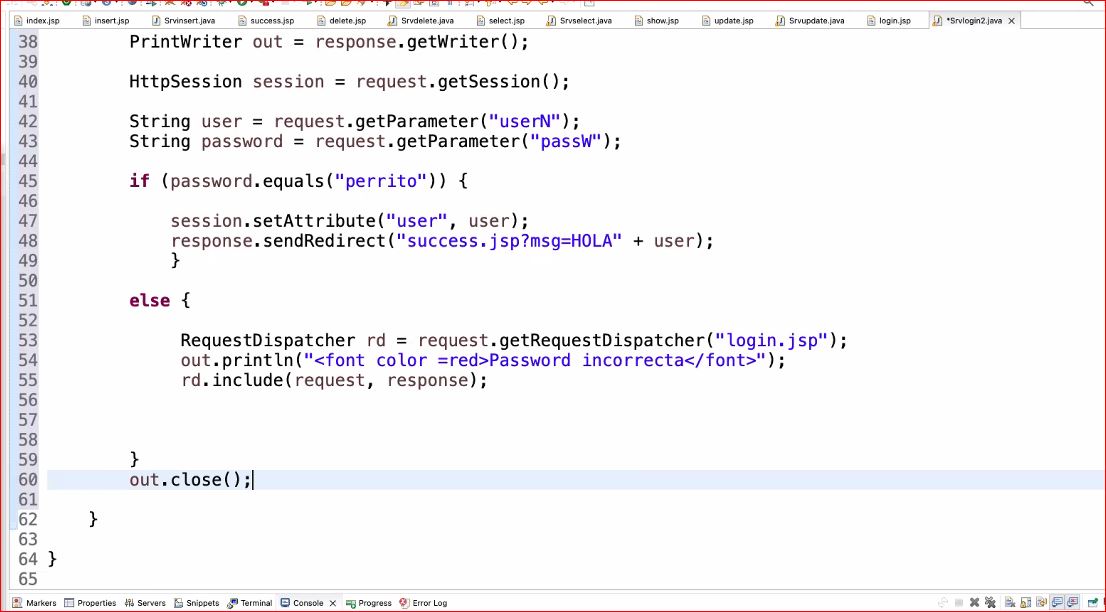 index.jsp insert.jsp Srvinsert.java success.jsp delete.jsp Srvdelete.java select.jsp Srvselect.java show.jsp update.jsp Srvupdate.java login.jsp *Srvlogin2.java
38 PrintWriter out = response.getWriter();
39
40 HttpSession session = request.getSession();
41
42 String user = request.getParameter("userN");
43 String password = request.getParameter("passW");
44
45 if (password.equals("perrito")) {
46
47 session.setAttribute("user", user);
48 response.sendRedirect("success.jsp?msg=HOLA" + user);
49 }
50
51 else {
52
53 RequestDispatcher rd = request.getRequestDispatcher("login.jsp");
54 out.println("<font color =red>Password incorrecta</font>");
55 rd.include(request, response);
56
57
58
59 }
60 out.close();
61
62 }
63
64 }
65
Markers Properties Servers Snippets Terminal Console Progress Error Log